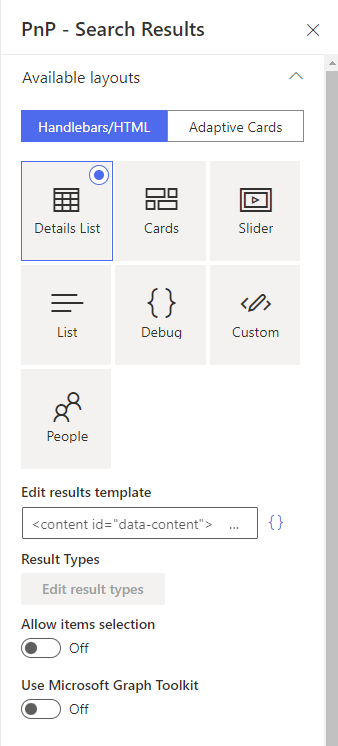 PnP - Search Results
Available layouts
Handlebars/HTML Adaptive Cards
Details List Cards Slider
List Debug Custom
People
Edit results template
<content id="data-content"> ...
Result Types
Edit result types
Allow items selection
Off
Use Microsoft Graph Toolkit
Off